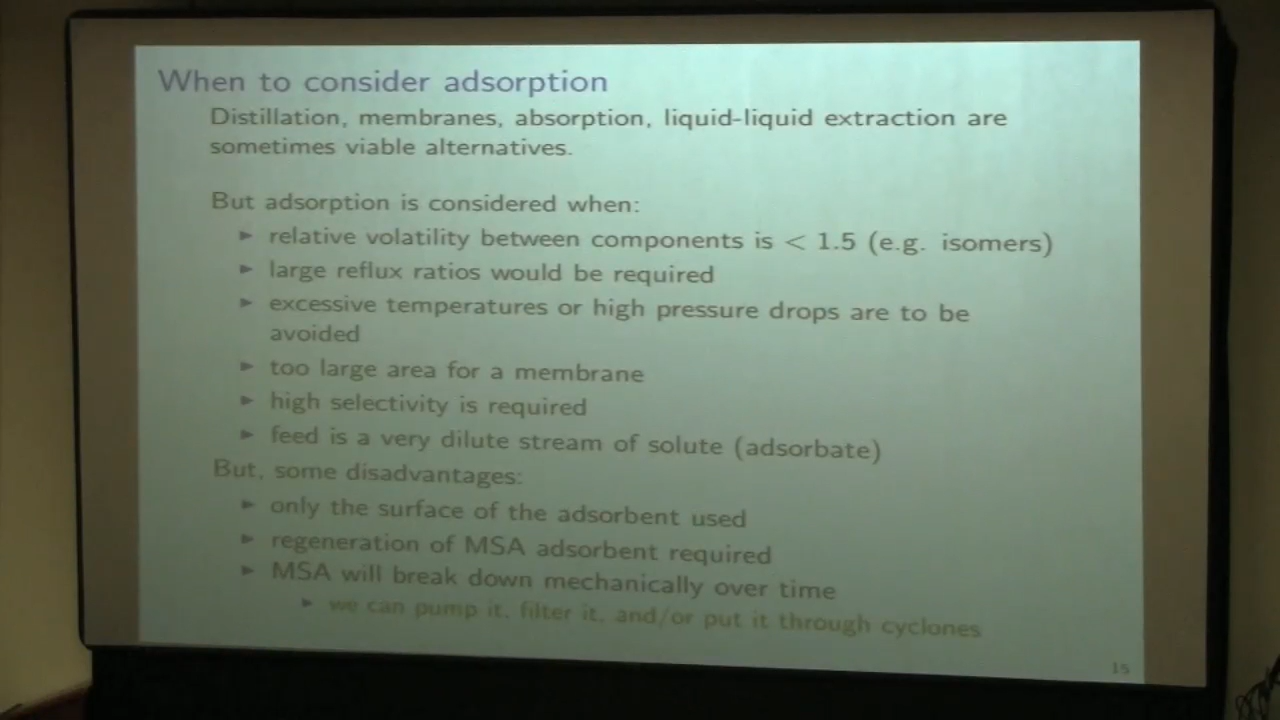 When to consider adsorption
Distillation, membranes, absorption, liquid-liquid extraction are
sometimes viable alternatives.
But adsorption is considered when:
► relative volatility between components is < 1.5 (e.g. isomers)
► large reflux ratios would be required
► excessive temperatures or high pressure drops are to be
avoided
► too large area for a membrane
► high selectivity is required
► feed is a very dilute stream of solute (adsorbate)
But, some disadvantages:
► only the surface of the adsorbent used
► regeneration of MSA adsorbent required
► MSA will break down mechanically over time
► we can pump it, filter it, and/or put it through cyclones
15